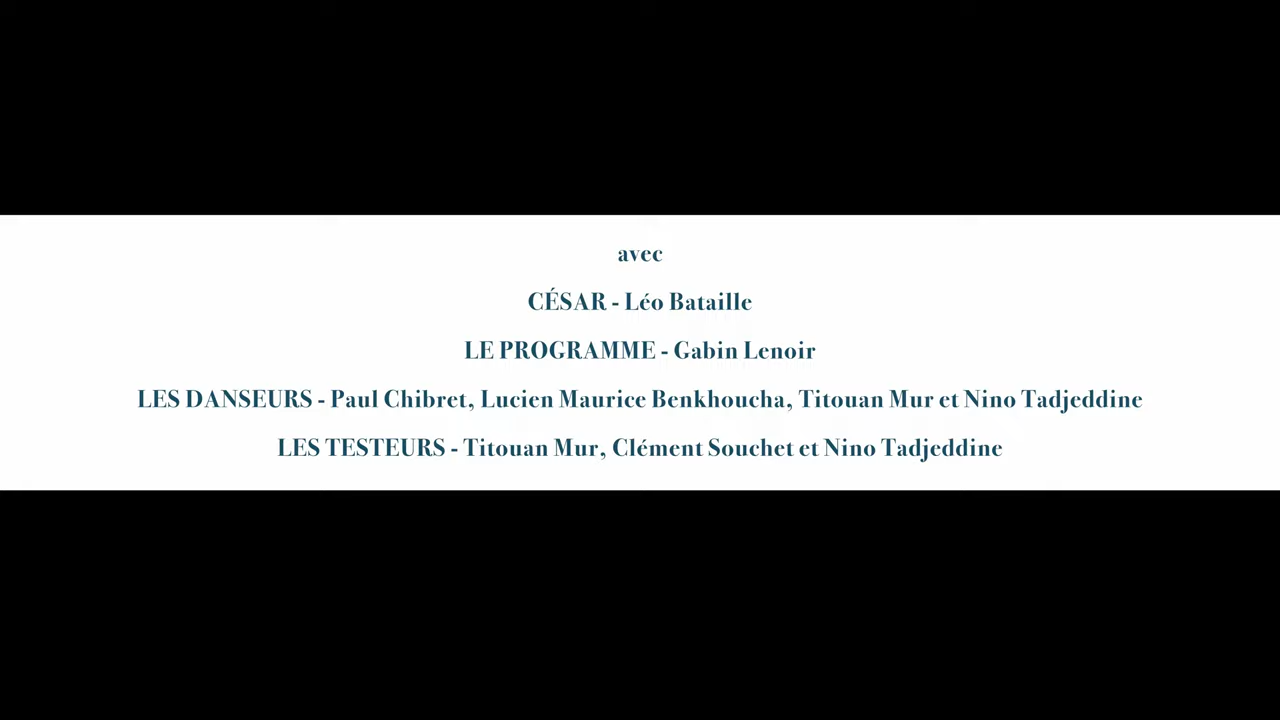 avec
CÉSAR - Léo Bataille
LE PROGRAMME - Gabin Lenoir
LES DANSEURS - Paul Chibret, Lucien Maurice Benkhoucha, Titouan Mur et Nino Tadjeddine
LES TESTEURS - Titouan Mur, Clément Souchet et Nino Tadjeddine